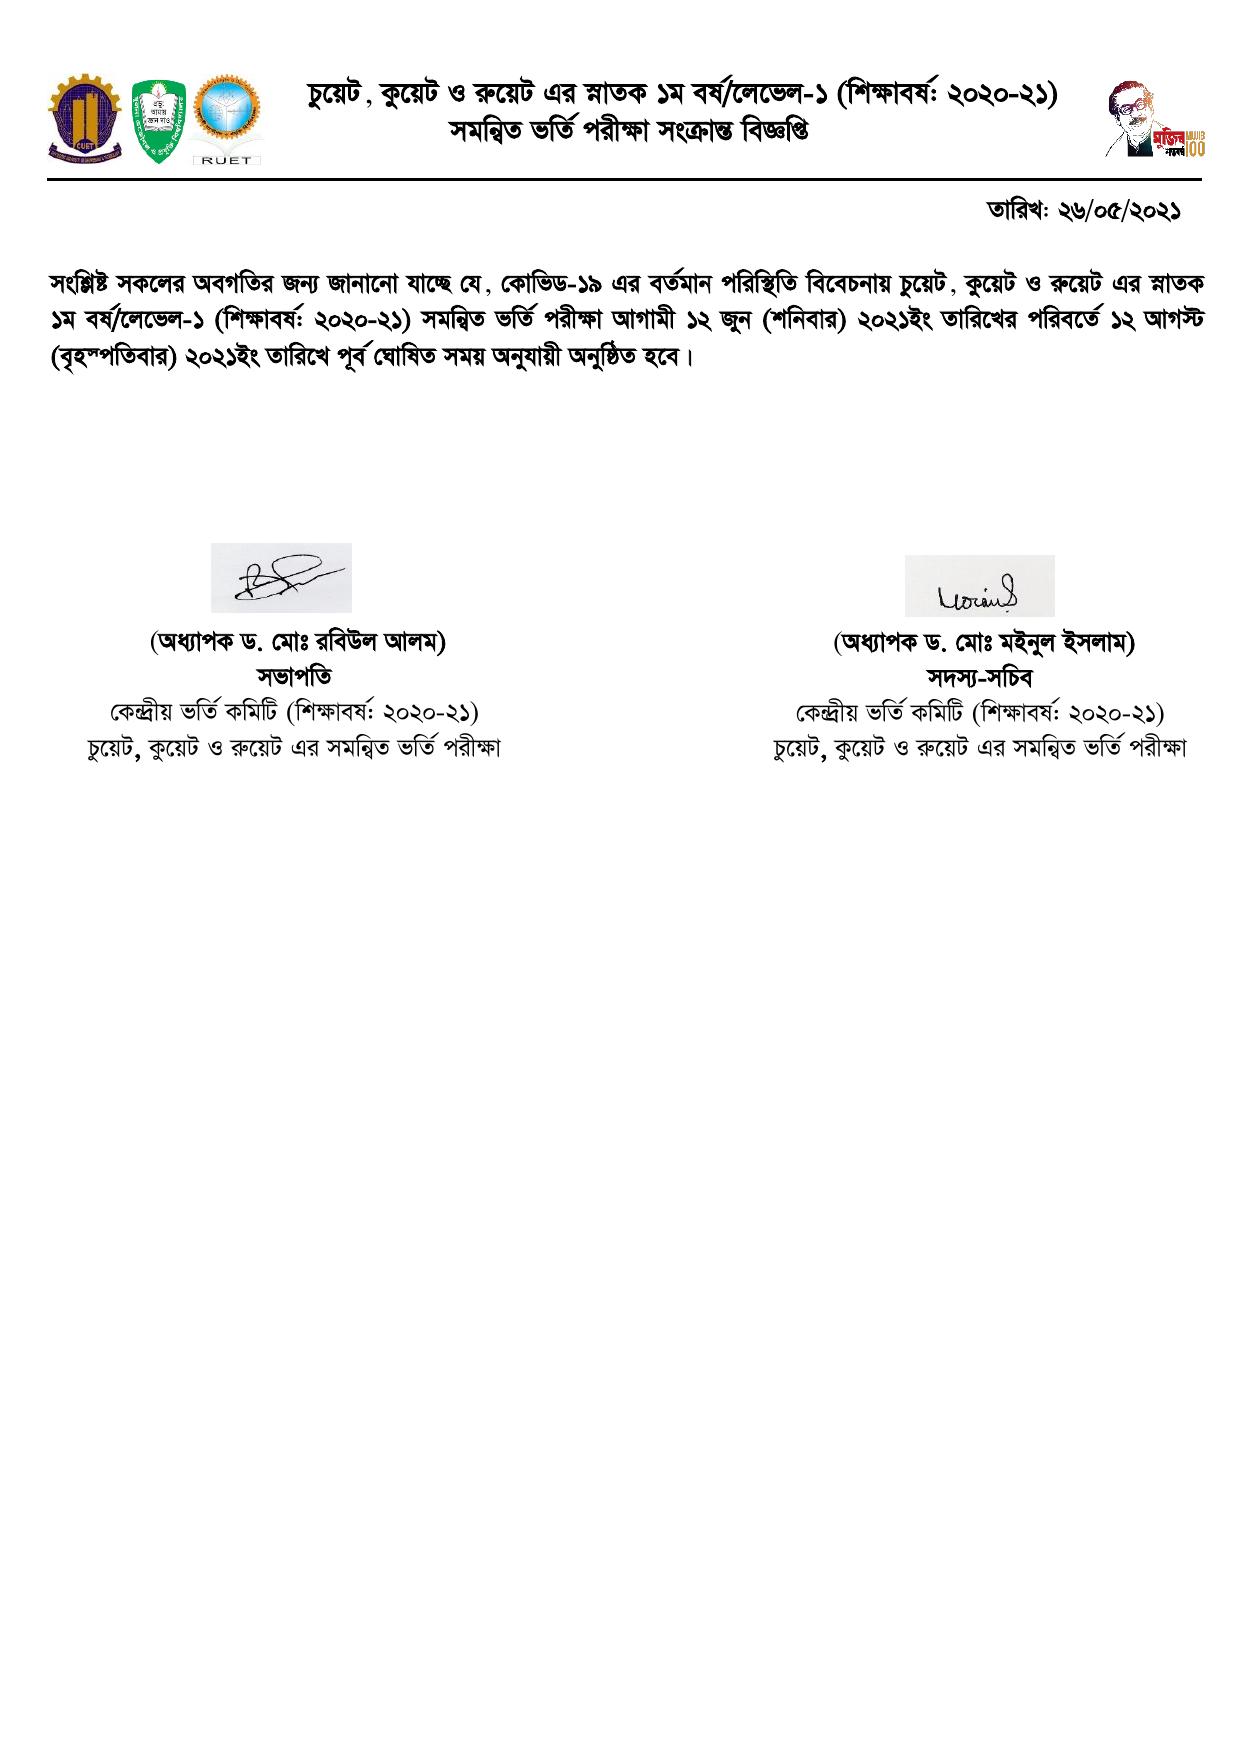 চুয়েট, কুয়েট ও রুয়েট এর স্নাতক ১ম বর্ষ/লেভেল-১ (শিক্ষাবর্ষ: ২০২০-২১)
সমন্বিত ভর্তি পরীক্ষা সংক্রান্ত বিজ্ঞপ্তি
CUET
RUET
মুজিব MUJIB
শতবর্ষ 100
তারিখ: ২৬/০৫/২০২১
সংশ্লিষ্ট সকলের অবগতির জন্য জানানো যাচ্ছে যে, কোভিড-১৯ এর বর্তমান পরিস্থিতি বিবেচনায় চুয়েট, কুয়েট ও রুয়েট এর স্নাতক
১ম বর্ষ/লেভেল-১ (শিক্ষাবর্ষ: ২০২০-২১) সমন্বিত ভর্তি পরীক্ষা আগামী ১২ জুন (শনিবার) ২০২১ইং তারিখের পরিবর্তে ১২ আগস্ট
(বৃহস্পতিবার) ২০২১ইং তারিখে পূর্ব ঘোষিত সময় অনুযায়ী অনুষ্ঠিত হবে।
(অধ্যাপক ড. মোঃ রবিউল আলম)
সভাপতি
কেন্দ্রীয় ভর্তি কমিটি (শিক্ষাবর্ষ: ২০২০-২১)
চুয়েট, কুয়েট ও রুয়েট এর সমন্বিত ভর্তি পরীক্ষা
(অধ্যাপক ড. মোঃ মইনুল ইসলাম)
সদস্য-সচিব
কেন্দ্রীয় ভর্তি কমিটি (শিক্ষাবর্ষ: ২০২০-২১)
চুয়েট, কুয়েট ও রুয়েট এর সমন্বিত ভর্তি পরীক্ষা